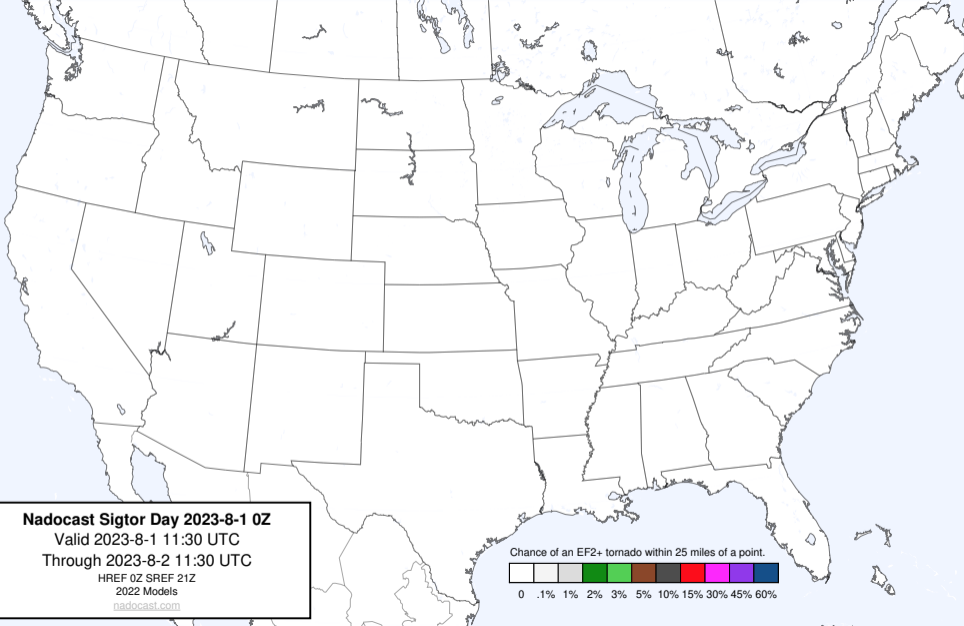 Nadocast Sigtor Day 2023-8-1 0Z
Valid 2023-8-1 11:30 UTC
Through 2023-8-2 11:30 UTC
HREF 0Z SREF 21Z
2022 Models
nadocast.com
Chance of an EF2+ tornado within 25 miles of a point.
0 .1% 1% 2% 3% 5% 10% 15% 30% 45% 60%